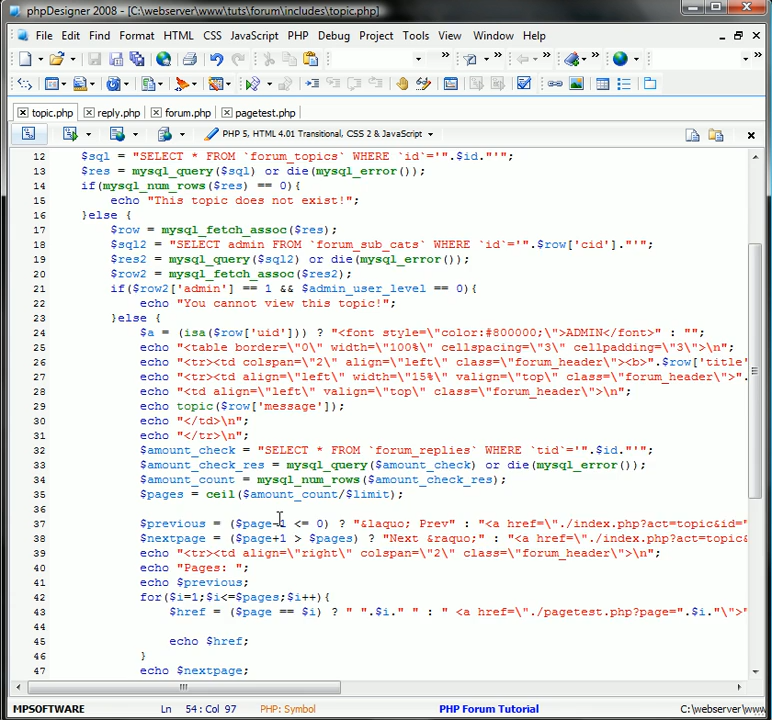 phpDesigner 2008 - [C:\webserver\www\tuts\forum\includes\topic.php]
File Edit Find Format HTML CSS JavaScript PHP Debug Project Tools View Window Help
topic.php reply.php forum.php pagetest.php
PHP 5, HTML 4.01 Transitional, CSS 2 & JavaScript
12 $sql = "SELECT * FROM `forum_topics` WHERE `id`='".$id."'";
13 $res = mysql_query($sql) or die(mysql_error());
14 if(mysql_num_rows($res) == 0){
15 echo "This topic does not exist!";
16 }else {
17 $row = mysql_fetch_assoc($res);
18 $sql2 = "SELECT admin FROM `forum_sub_cats` WHERE `id`='".$row['cid']."'";
19 $res2 = mysql_query($sql2) or die(mysql_error());
20 $row2 = mysql_fetch_assoc($res2);
21 if($row2['admin'] == 1 && $admin_user_level == 0){
22 echo "You cannot view this topic!";
23 }else {
24 $a = (isa($row['uid'])) ? "<font style=\"color:#800000;\">ADMIN</font>" : "";
25 echo "<table border=\"0\" width=\"100%\" cellspacing=\"3\" cellpadding=\"3\">\n";
26 echo "<tr><td colspan=\"2\" align=\"left\" class=\"forum_header\"><b>".$row['title'
27 echo "<tr><td align=\"left\" width=\"15%\" valign=\"top\" class=\"forum_header\">".
28 echo "<td align=\"left\" valign=\"top\" class=\"forum_header\">\n";
29 echo topic($row['message']);
30 echo "</td>\n";
31 echo "</tr>\n";
32 $amount_check = "SELECT * FROM `forum_replies` WHERE `tid`='".$id."'";
33 $amount_check_res = mysql_query($amount_check) or die(mysql_error());
34 $amount_count = mysql_num_rows($amount_check_res);
35 $pages = ceil($amount_count/$limit);
36
37 $previous = ($page-1 <= 0) ? "&laquo; Prev" : "<a href=\"./index.php?act=topic&id="
38 $nextpage = ($page+1 > $pages) ? "Next &raquo;" : "<a href=\"./index.php?act=topic&
39 echo "<tr><td align=\"right\" colspan=\"2\" class=\"forum_header\">\n";
40 echo "Pages: ";
41 echo $previous;
42 for($i=1;$i<=$pages;$i++){
43 $href = ($page == $i) ? " ".$i." " : " <a href=\"./pagetest.php?page=".$i."\">"
44
45 echo $href;
46 }
47 echo $nextpage;
MPSOFTWARE Ln 54 : Col 97 PHP: Symbol PHP Forum Tutorial C:\webserver\www